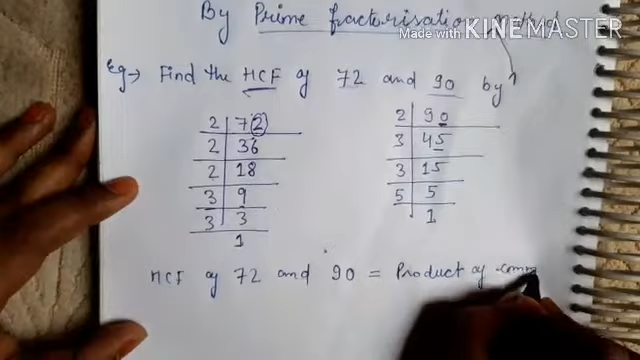 By Prime factorisation Method
Made with KINEMASTER
Eg→ Find the HCF of 72 and 90 by
2 72
2 36
2 18
3 9
3 3
1
2 90
3 45
3 15
5 5
1
HCF of 72 and 90 = Product of comm